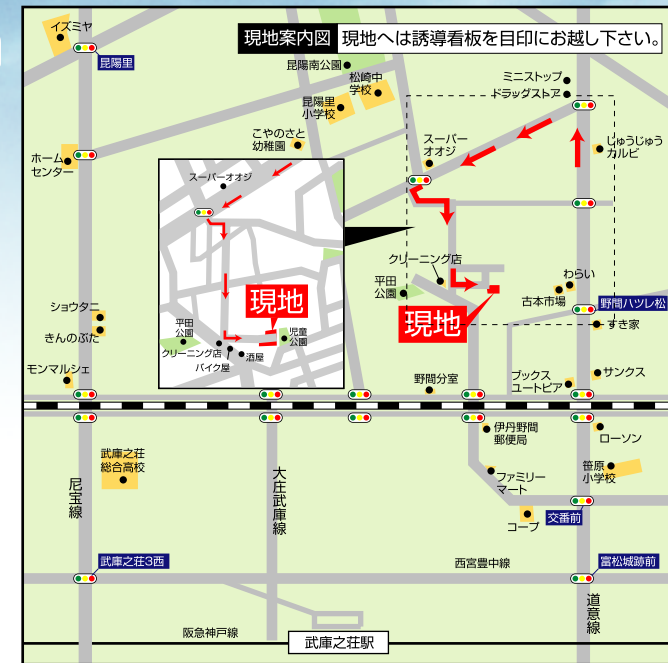 イズミヤ
昆陽里
現地案内図
現地へは誘導看板を目印にお越し下さい。
昆陽南公園
松崎中
学校
昆陽里
小学校
こやのさと
幼稚園
ミニストップ
ドラッグストア
スーパー
オオジ
じゅうじゅう
カルビ
ホーム
センター
スーパーオオジ
現地
平田
公園
クリーニング店
バイク屋
酒屋
児童
公園
クリーニング店
平田
公園
現地
わらい
古本市場
野間ハツレ松
すき家
ショウタニ
きんのぶた
モンマルシェ
野間分室
ブックス
ユートピア
サンクス
武庫之荘
総合高校
伊丹野間
郵便局
ローソン
笹原
小学校
ファミリー
マート
コープ
交番前
尼宝線
大庄武庫線
武庫之荘3西
西宮豊中線
富松城跡前
道意線
阪急神戸線
武庫之荘駅